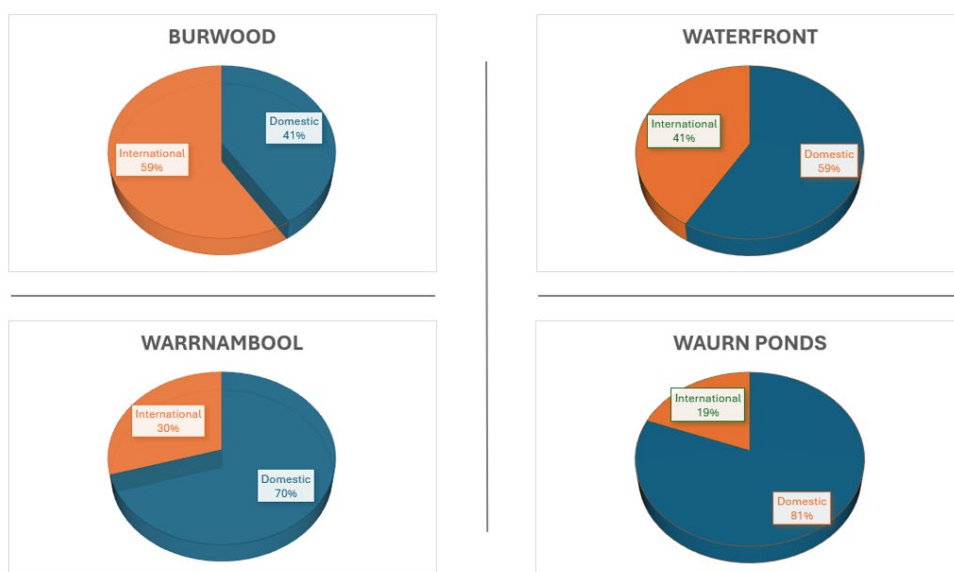 BURWOOD
Domestic
41%
International
59%
WATERFRONT
International
41%
Domestic
59%
WARRNAMBOOL
International
30%
Domestic
70%
WAURN PONDS
International
19%
Domestic
81%